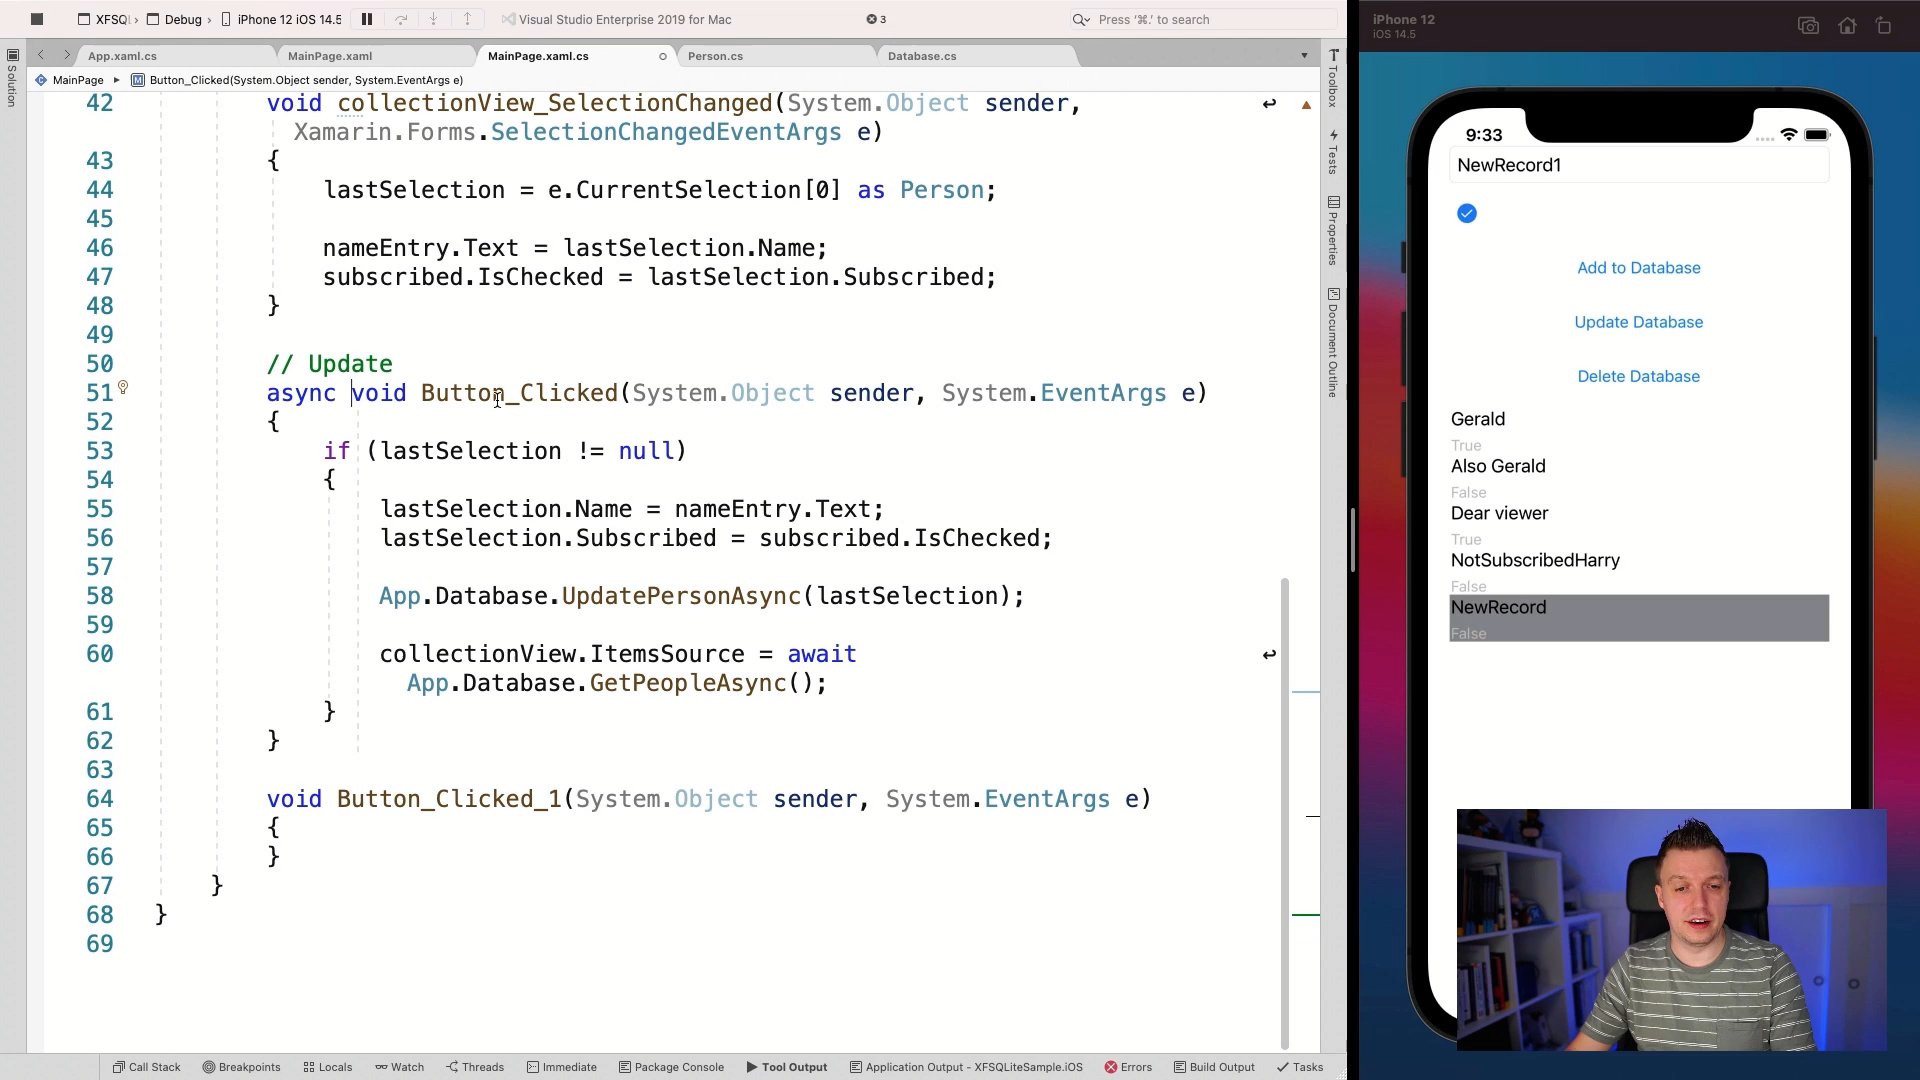 XFSQL
Debug
iPhone 12 iOS 14.5
Visual Studio Enterprise 2019 for Mac
3
Press '⌘.' to search
App.xaml.cs
MainPage.xaml
MainPage.xaml.cs
Person.cs
Database.cs
Solution
MainPage
Button_Clicked(System.Object sender, System.EventArgs e)
42 void collectionView_SelectionChanged(System.Object sender,
Xamarin.Forms.SelectionChangedEventArgs e)
43 {
44 lastSelection = e.CurrentSelection[0] as Person;
45
46 nameEntry.Text = lastSelection.Name;
47 subscribed.IsChecked = lastSelection.Subscribed;
48 }
49
50 // Update
51 async void Button_Clicked(System.Object sender, System.EventArgs e)
52 {
53 if (lastSelection != null)
54 {
55 lastSelection.Name = nameEntry.Text;
56 lastSelection.Subscribed = subscribed.IsChecked;
57
58 App.Database.UpdatePersonAsync(lastSelection);
59
60 collectionView.ItemsSource = await
App.Database.GetPeopleAsync();
61 }
62 }
63
64 void Button_Clicked_1(System.Object sender, System.EventArgs e)
65 {
66 }
67 }
68 }
69
Toolbox
Tests
Properties
Document Outline
Call Stack
Breakpoints
Locals
Watch
Threads
Immediate
Package Console
Tool Output
Application Output - XFSQLiteSample.iOS
Errors
Build Output
Tasks
iPhone 12
iOS 14.5
9:33
NewRecord1
Add to Database
Update Database
Delete Database
Gerald
True
Also Gerald
False
Dear viewer
True
NotSubscribedHarry
False
NewRecord
False